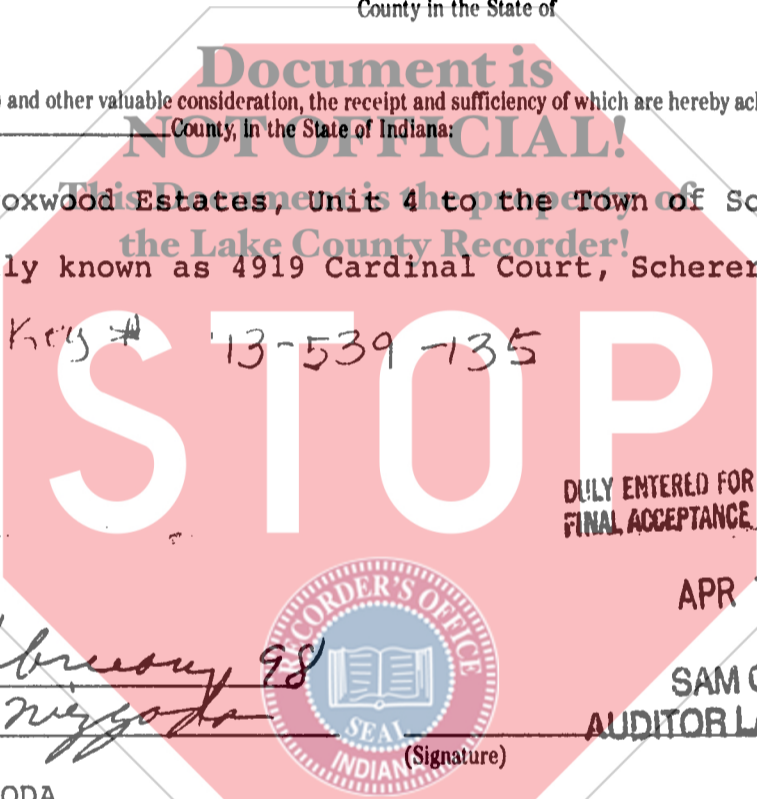 County in the State of
Document is
and other valuable consideration, the receipt and sufficiency of which are hereby ac
County, in the State of Indiana:
NOT OFFICIAL!
This Document is the property of
oxwood Estates, Unit 4 to the Town of Sc
the Lake County Recorder!
ly known as 4919 Cardinal Court, Scherer
Key # 13-539-135
STOP
DULY ENTERED FOR
FINAL ACCEPTANCE
APR
RECORDER'S OFFICE
98
SAM
AUDITOR LA
SEAL
(Signature)
INDIANA
ODA